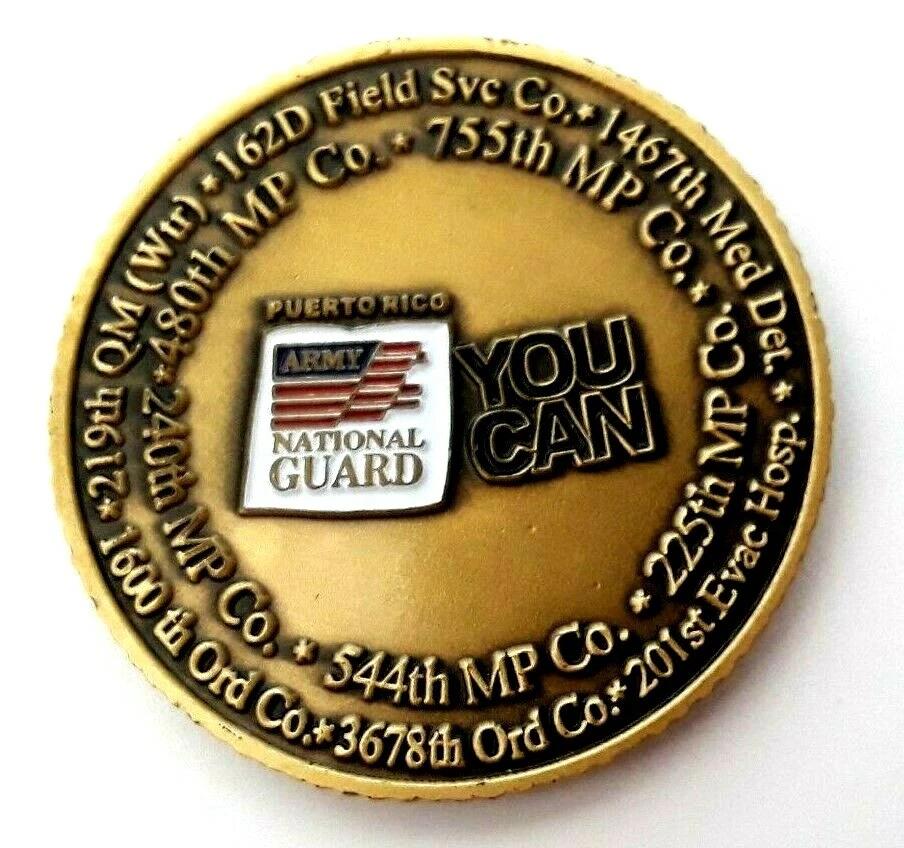 162D Field Svc Co. * 1467th Med Det. * 201st Evac Hosp. * 3678th Ord Co. * 1600 th Ord Co. * 219th QM (Wtr) *
480th MP Co. * 755th MP Co. * 225th MP Co. * 544th MP Co. * 240th MP Co. *
PUERTO RICO
ARMY
NATIONAL
GUARD
YOU
CAN